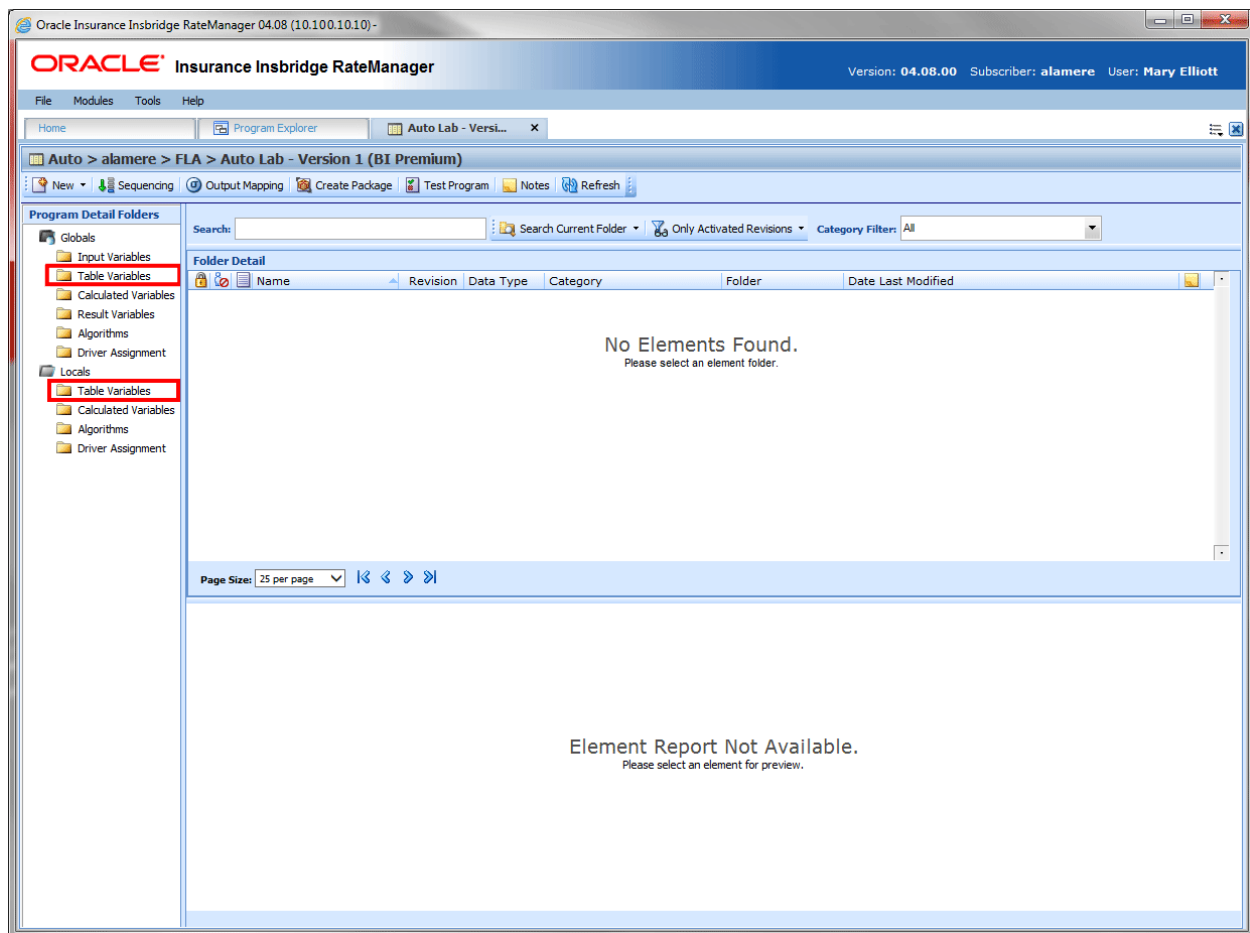 Oracle Insurance Insbridge RateManager 04.08 (10.100.10.10) -
ORACLE Insurance Insbridge RateManager
Version: 04.08.00 Subscriber: alamere User: Mary Elliott
File Modules Tools Help
Home Program Explorer Auto Lab - Versi... x
Auto > alamere > FLA > Auto Lab - Version 1 (BI Premium)
New Sequencing Output Mapping Create Package Test Program Notes Refresh
Program Detail Folders
Globals
Input Variables
Table Variables
Calculated Variables
Result Variables
Algorithms
Driver Assignment
Locals
Table Variables
Calculated Variables
Algorithms
Driver Assignment
Search: Search Current Folder Only Activated Revisions Category Filter: All
Folder Detail
Name Revision Data Type Category Folder Date Last Modified
No Elements Found.
Please select an element folder.
Page Size: 25 per page
Element Report Not Available.
Please select an element for preview.